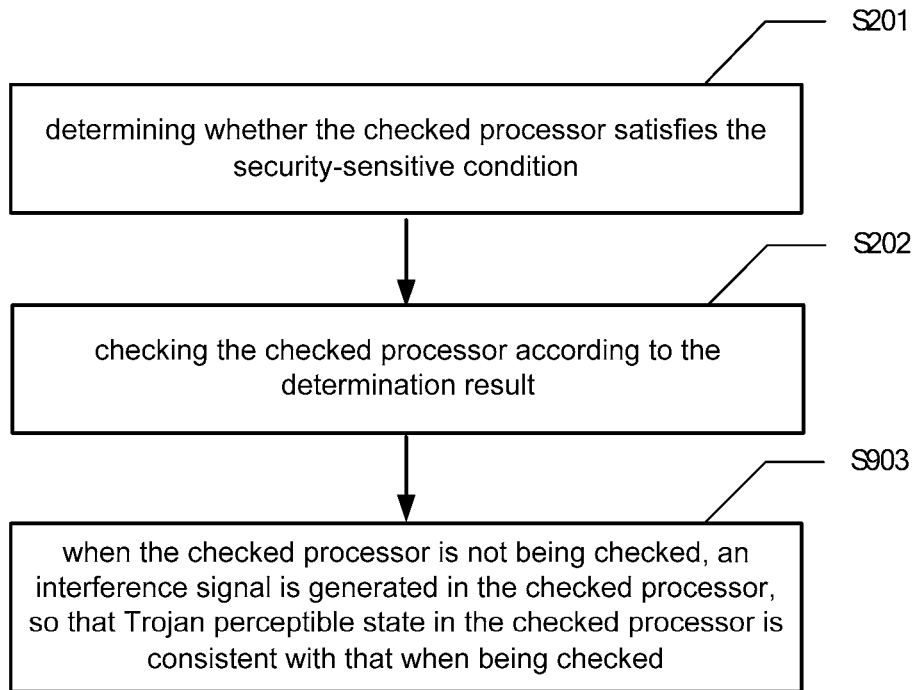 S201
determining whether the checked processor satisfies the
security-sensitive condition
S202
checking the checked processor according to the
determination result
S903
when the checked processor is not being checked, an
interference signal is generated in the checked processor,
so that Trojan perceptible state in the checked processor is
consistent with that when being checked